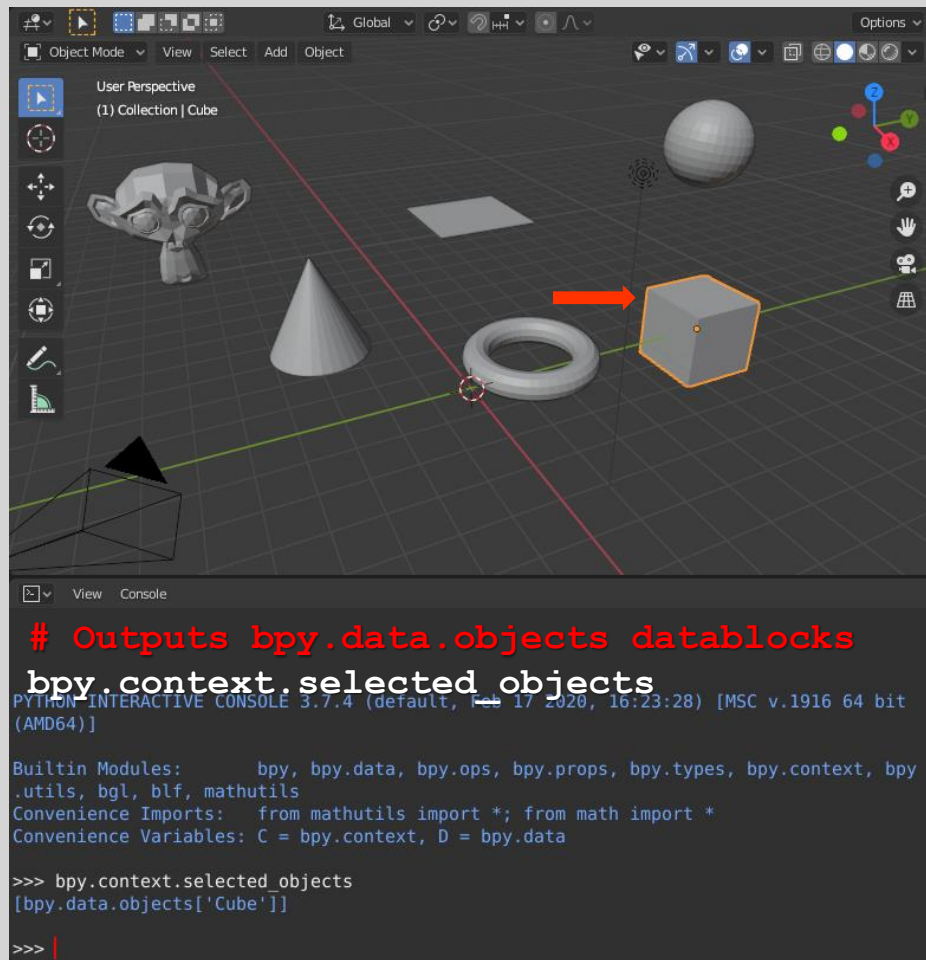 Global
Options
Object Mode View Select Add Object
User Perspective
(1) Collection | Cube
Z
Y
X
View Console
# Outputs bpy.data.objects datablocks
bpy.context.selected_objects
PYTHON INTERACTIVE CONSOLE 3.7.4 (default, Feb 17 2020, 16:23:28) [MSC v.1916 64 bit
(AMD64)]
Builtin Modules: bpy, bpy.data, bpy.ops, bpy.props, bpy.types, bpy.context, bpy
.utils, bgl, blf, mathutils
Convenience Imports: from mathutils import *; from math import *
Convenience Variables: C = bpy.context, D = bpy.data
>>> bpy.context.selected_objects
[bpy.data.objects['Cube']]
>>>